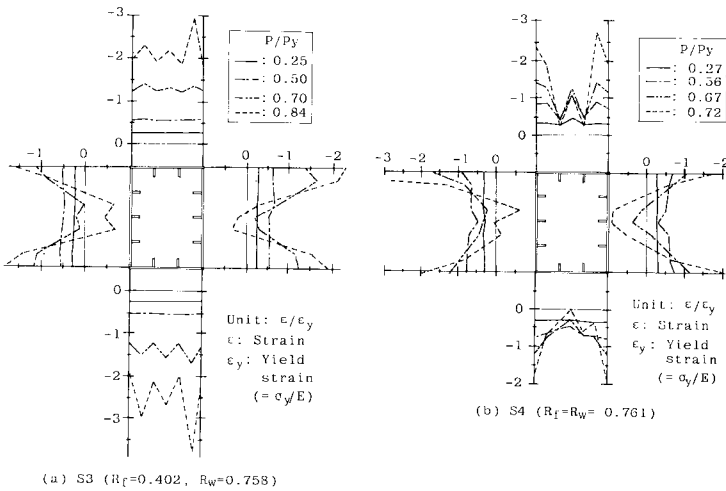 -3
-2
-1
0
P/Py
: 0.25
: 0.50
: 0.70
: 0.84
-1 0
0 -1 -2
0
-1
-2
-3
Unit: ε/εy
ε: Strain
εy: Yield
strain
(= σy/E)
(a) S3 (Rf=0.402, Rw=0.758)
-3
-2
-1
0
P/Py
: 0.27
: 0.56
: 0.67
: 0.72
-3 -2 -1 0
0 -1 -2
0
-1
-2
Unit: ε/εy
ε: Strain
εy: Yield
strain
(= σy/E)
(b) S4 (Rf=Rw= 0.761)